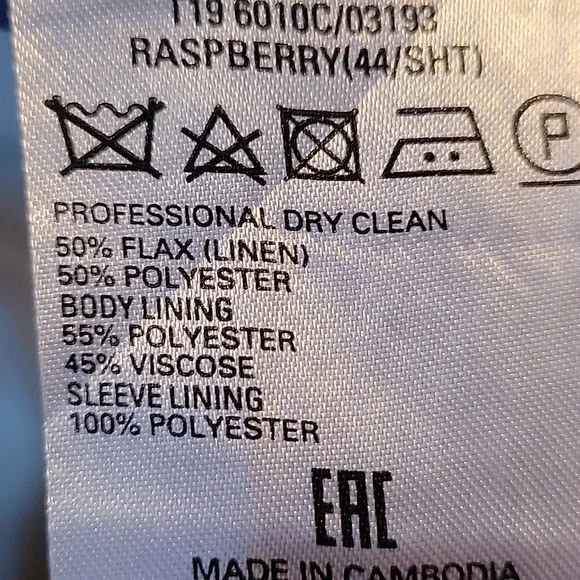 T19 6010C/03193
RASPBERRY(44/SHT)
P
PROFESSIONAL DRY CLEAN
50% FLAX (LINEN)
50% POLYESTER
BODY LINING
55% POLYESTER
45% VISCOSE
SLEEVE LINING
100% POLYESTER
EAC
MADE IN CAMBODIA